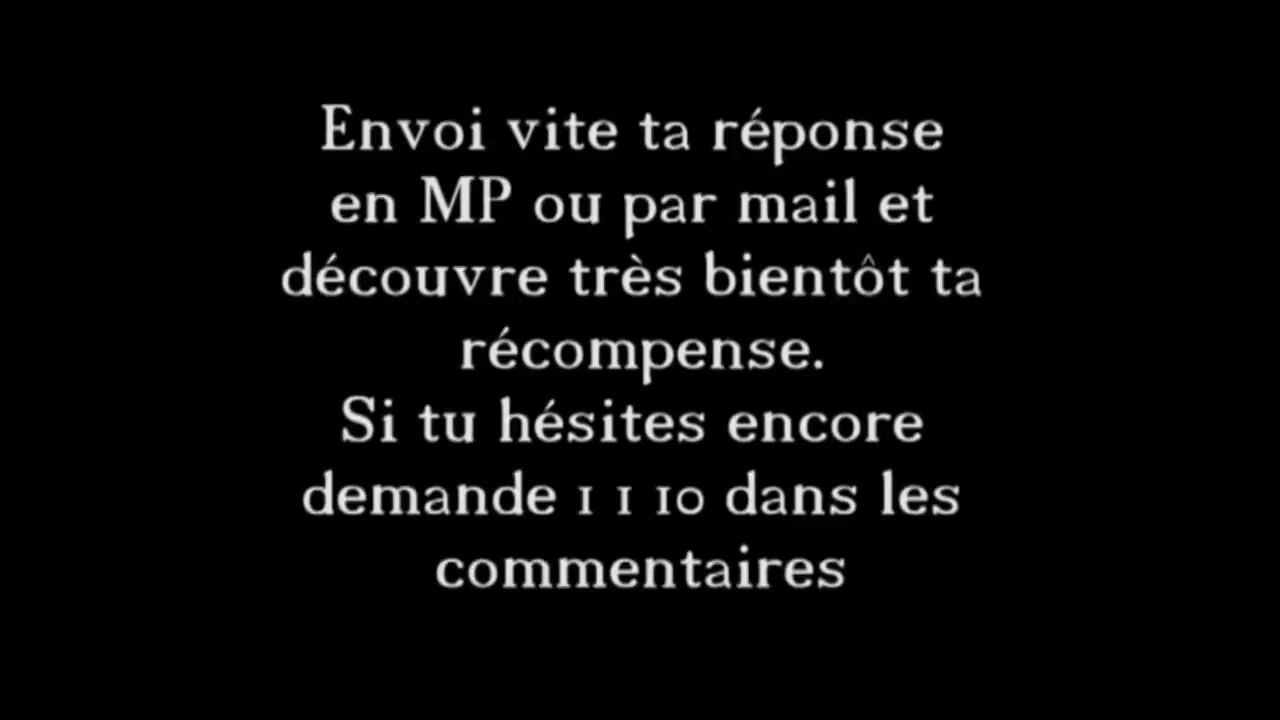 Envoi vite ta réponse
en MP ou par mail et
découvre très bientôt ta
récompense.
Si tu hésites encore
demande 1 1 10 dans les
commentaires